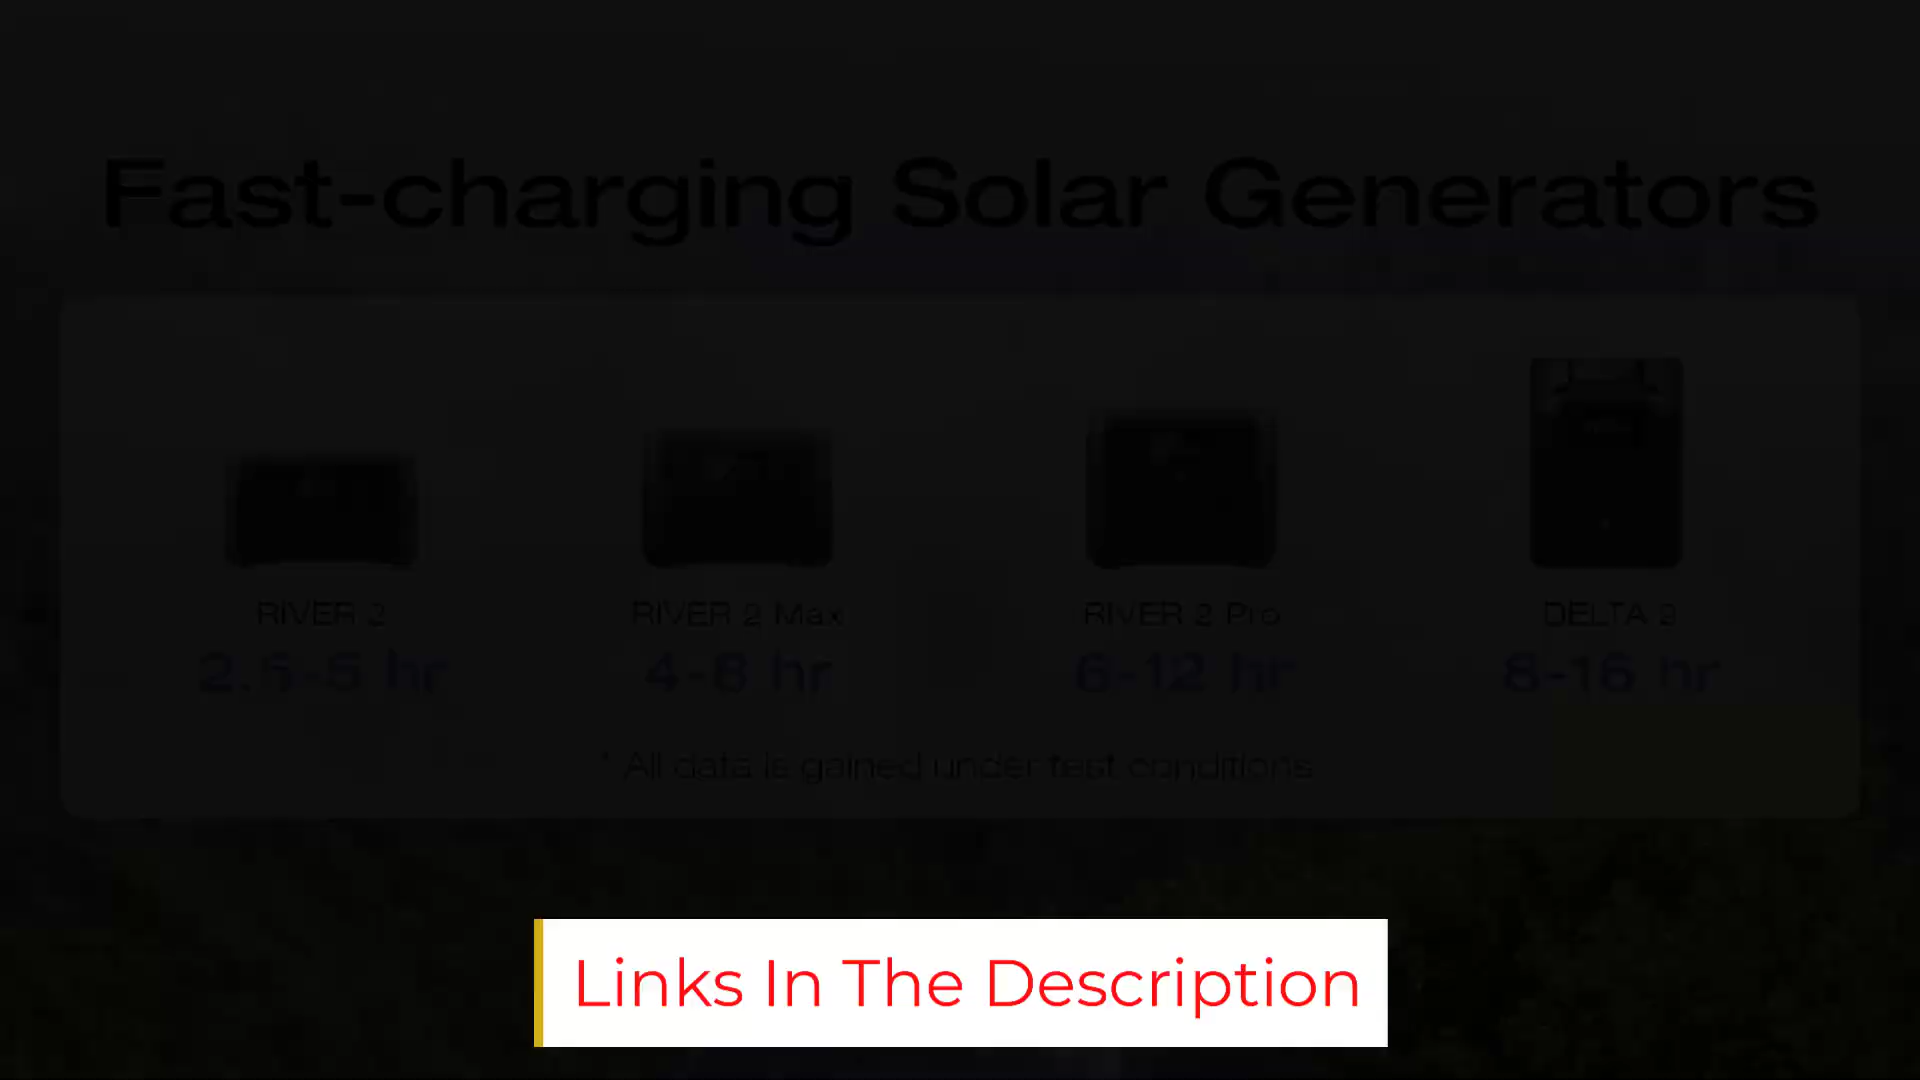 Fast-charging Solar Generators
RIVER 2
RIVER 2 Max
RIVER 2 Pro
DELTA 2
2.5-5 hr
4-8 hr
6-12 hr
8-16 hr
* All data is gained under test conditions
Links In The Description